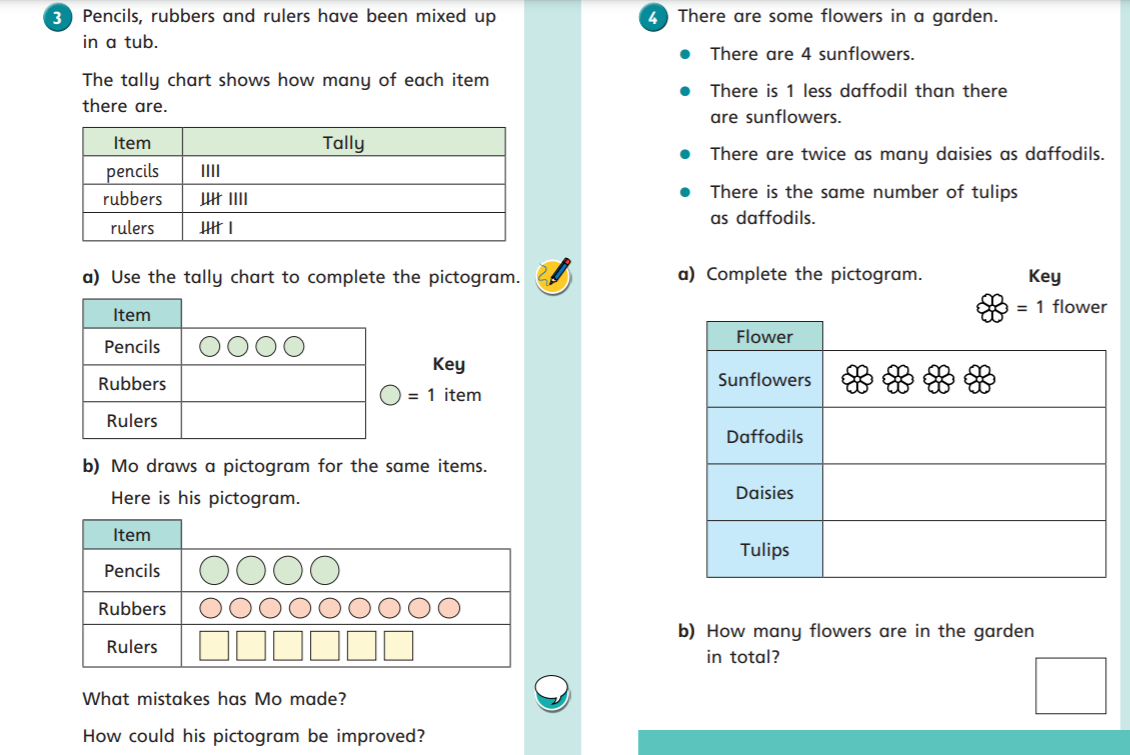 3 Pencils, rubbers and rulers have been mixed up
in a tub.
The tally chart shows how many of each item
there are.
Item Tally
pencils
rubbers
rulers
a) Use the tally chart to complete the pictogram.
Item
Pencils
Rubbers
Rulers
Key
= 1 item
b) Mo draws a pictogram for the same items.
Here is his pictogram.
Item
Pencils
Rubbers
Rulers
What mistakes has Mo made?
How could his pictogram be improved?
4 There are some flowers in a garden.
• There are 4 sunflowers.
• There is 1 less daffodil than there
are sunflowers.
• There are twice as many daisies as daffodils.
• There is the same number of tulips
as daffodils.
a) Complete the pictogram.
Key
= 1 flower
Flower
Sunflowers
Daffodils
Daisies
Tulips
b) How many flowers are in the garden
in total?